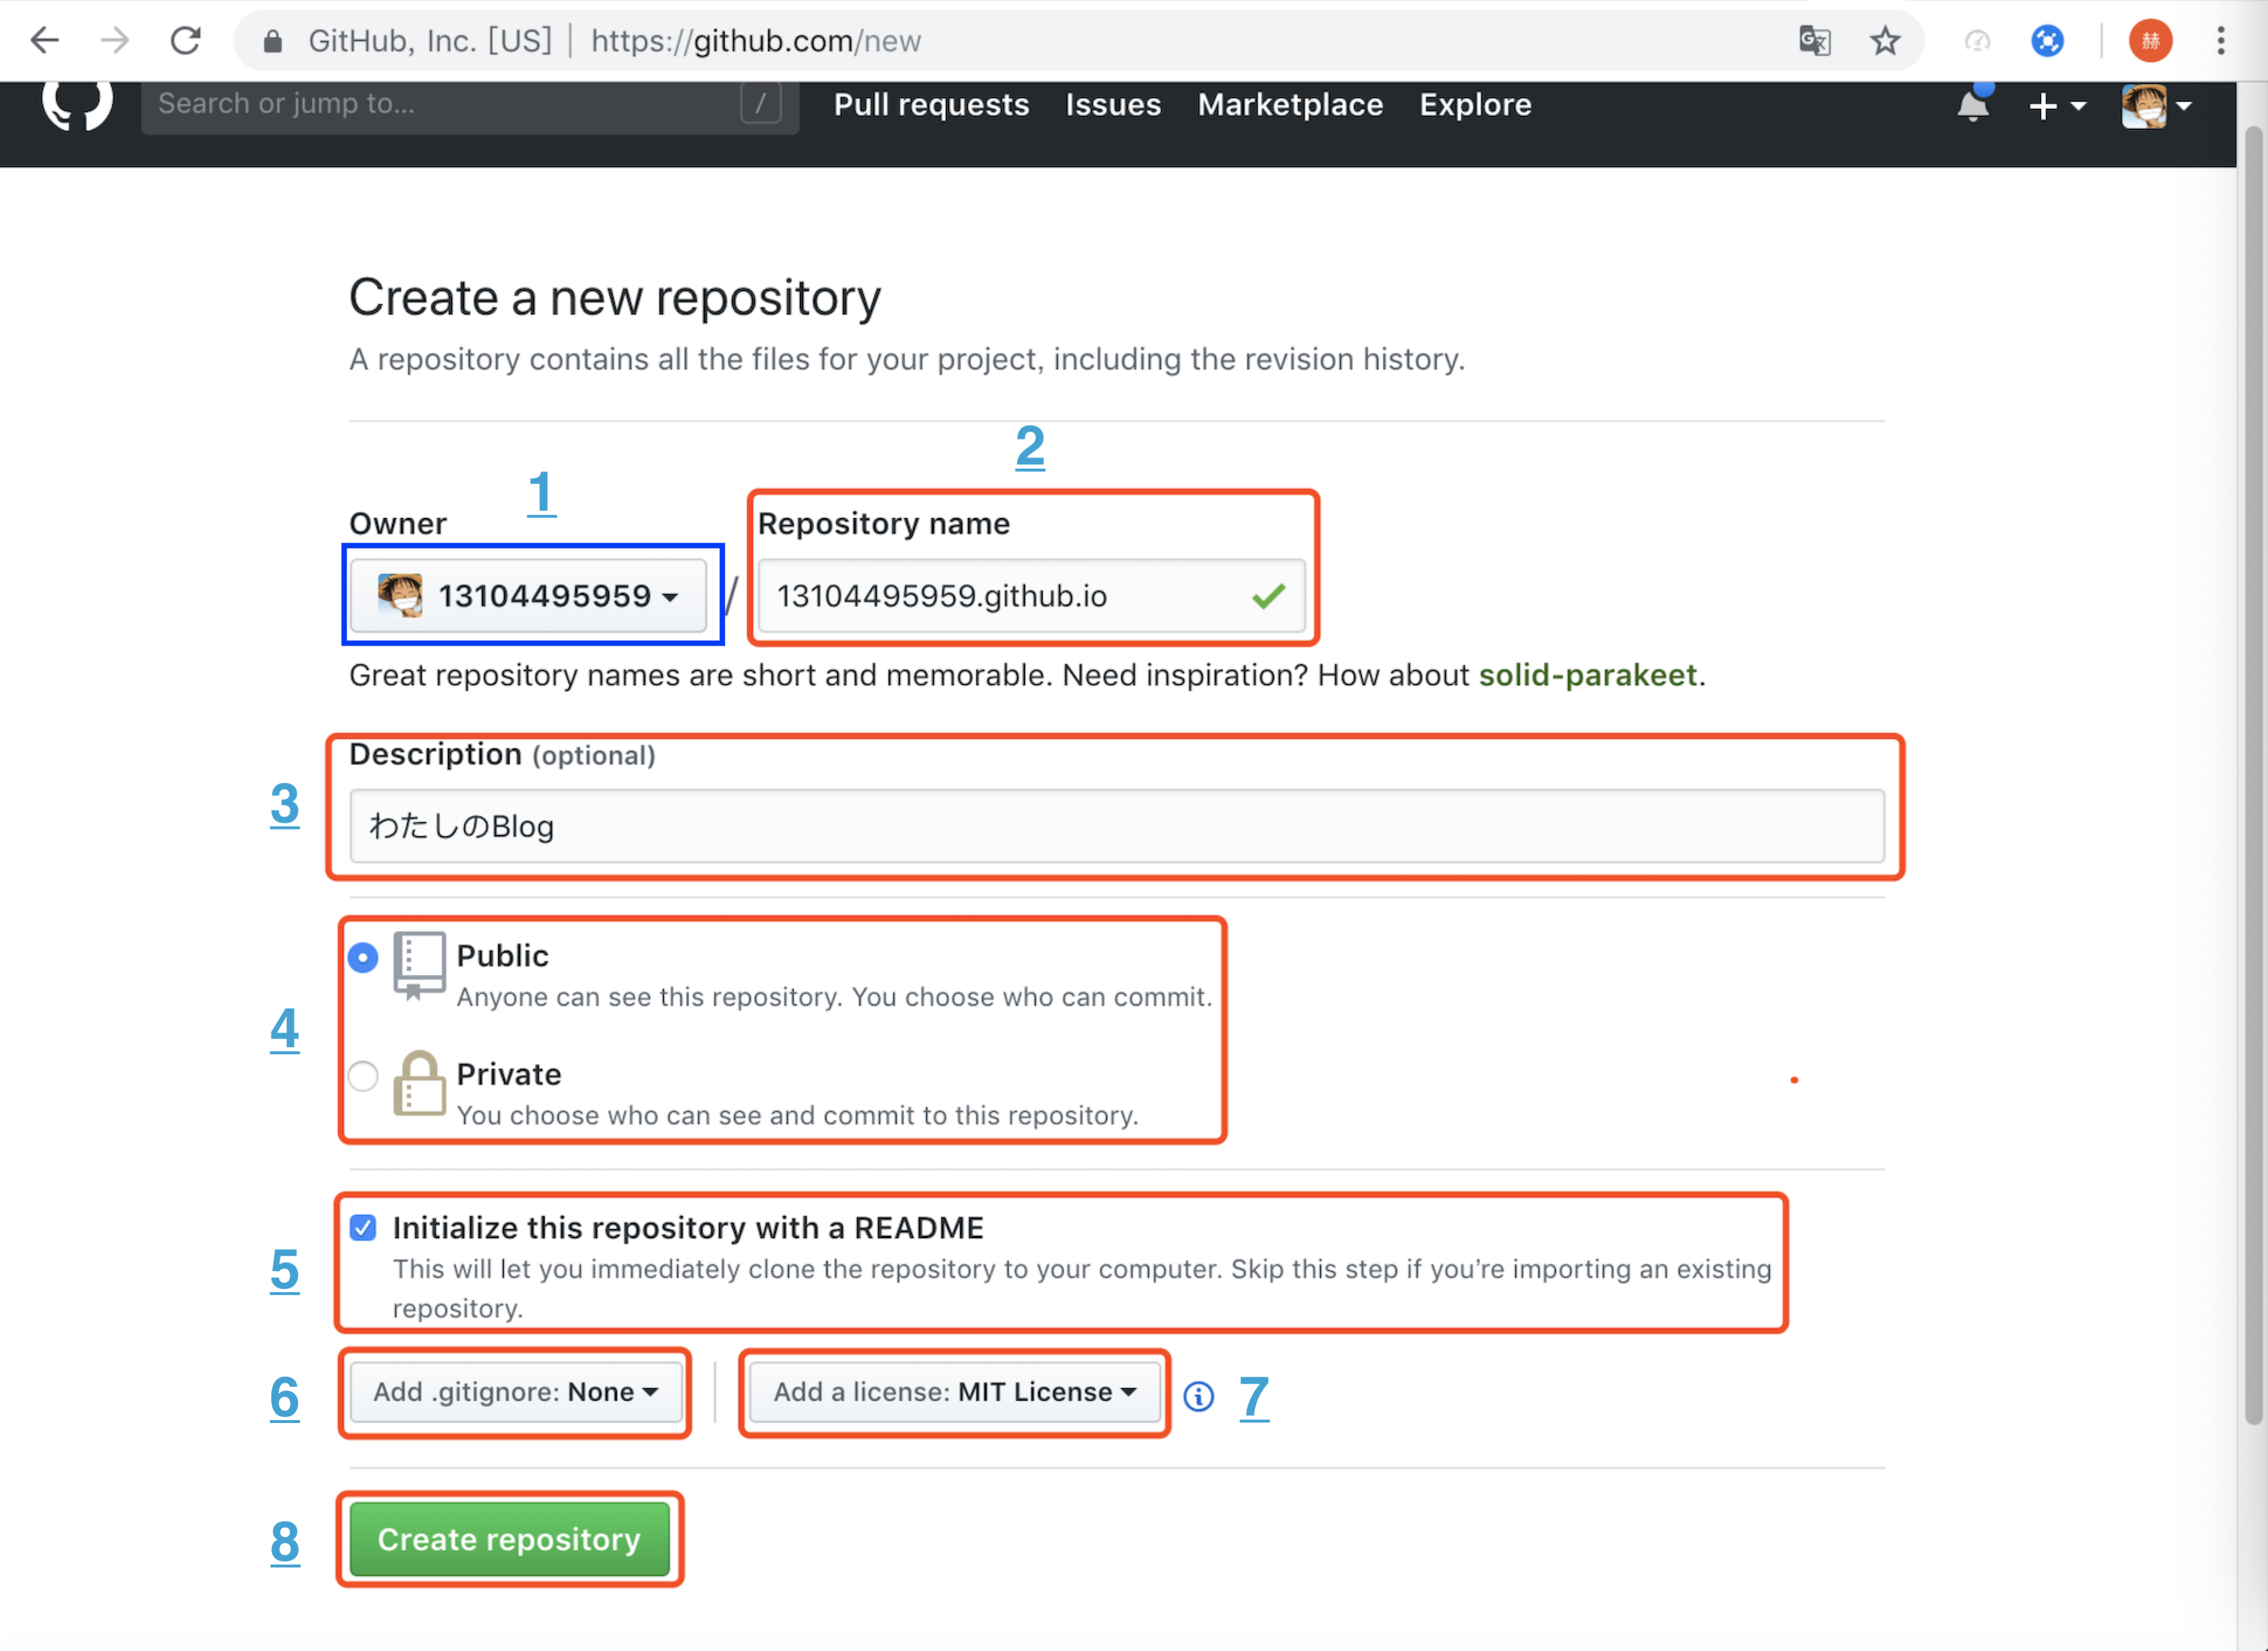 GitHub, Inc. [US] | https://github.com/new
赫
Search or jump to... /
Pull requests Issues Marketplace Explore
Create a new repository
A repository contains all the files for your project, including the revision history.
1
2
Owner
Repository name
13104495959 / 13104495959.github.io
Great repository names are short and memorable. Need inspiration? How about solid-parakeet.
Description (optional)
3
わたしのBlog
Public
Anyone can see this repository. You choose who can commit.
4
Private
You choose who can see and commit to this repository.
Initialize this repository with a README
5
This will let you immediately clone the repository to your computer. Skip this step if you’re importing an existing
repository.
6
Add .gitignore: None
Add a license: MIT License
7
8
Create repository